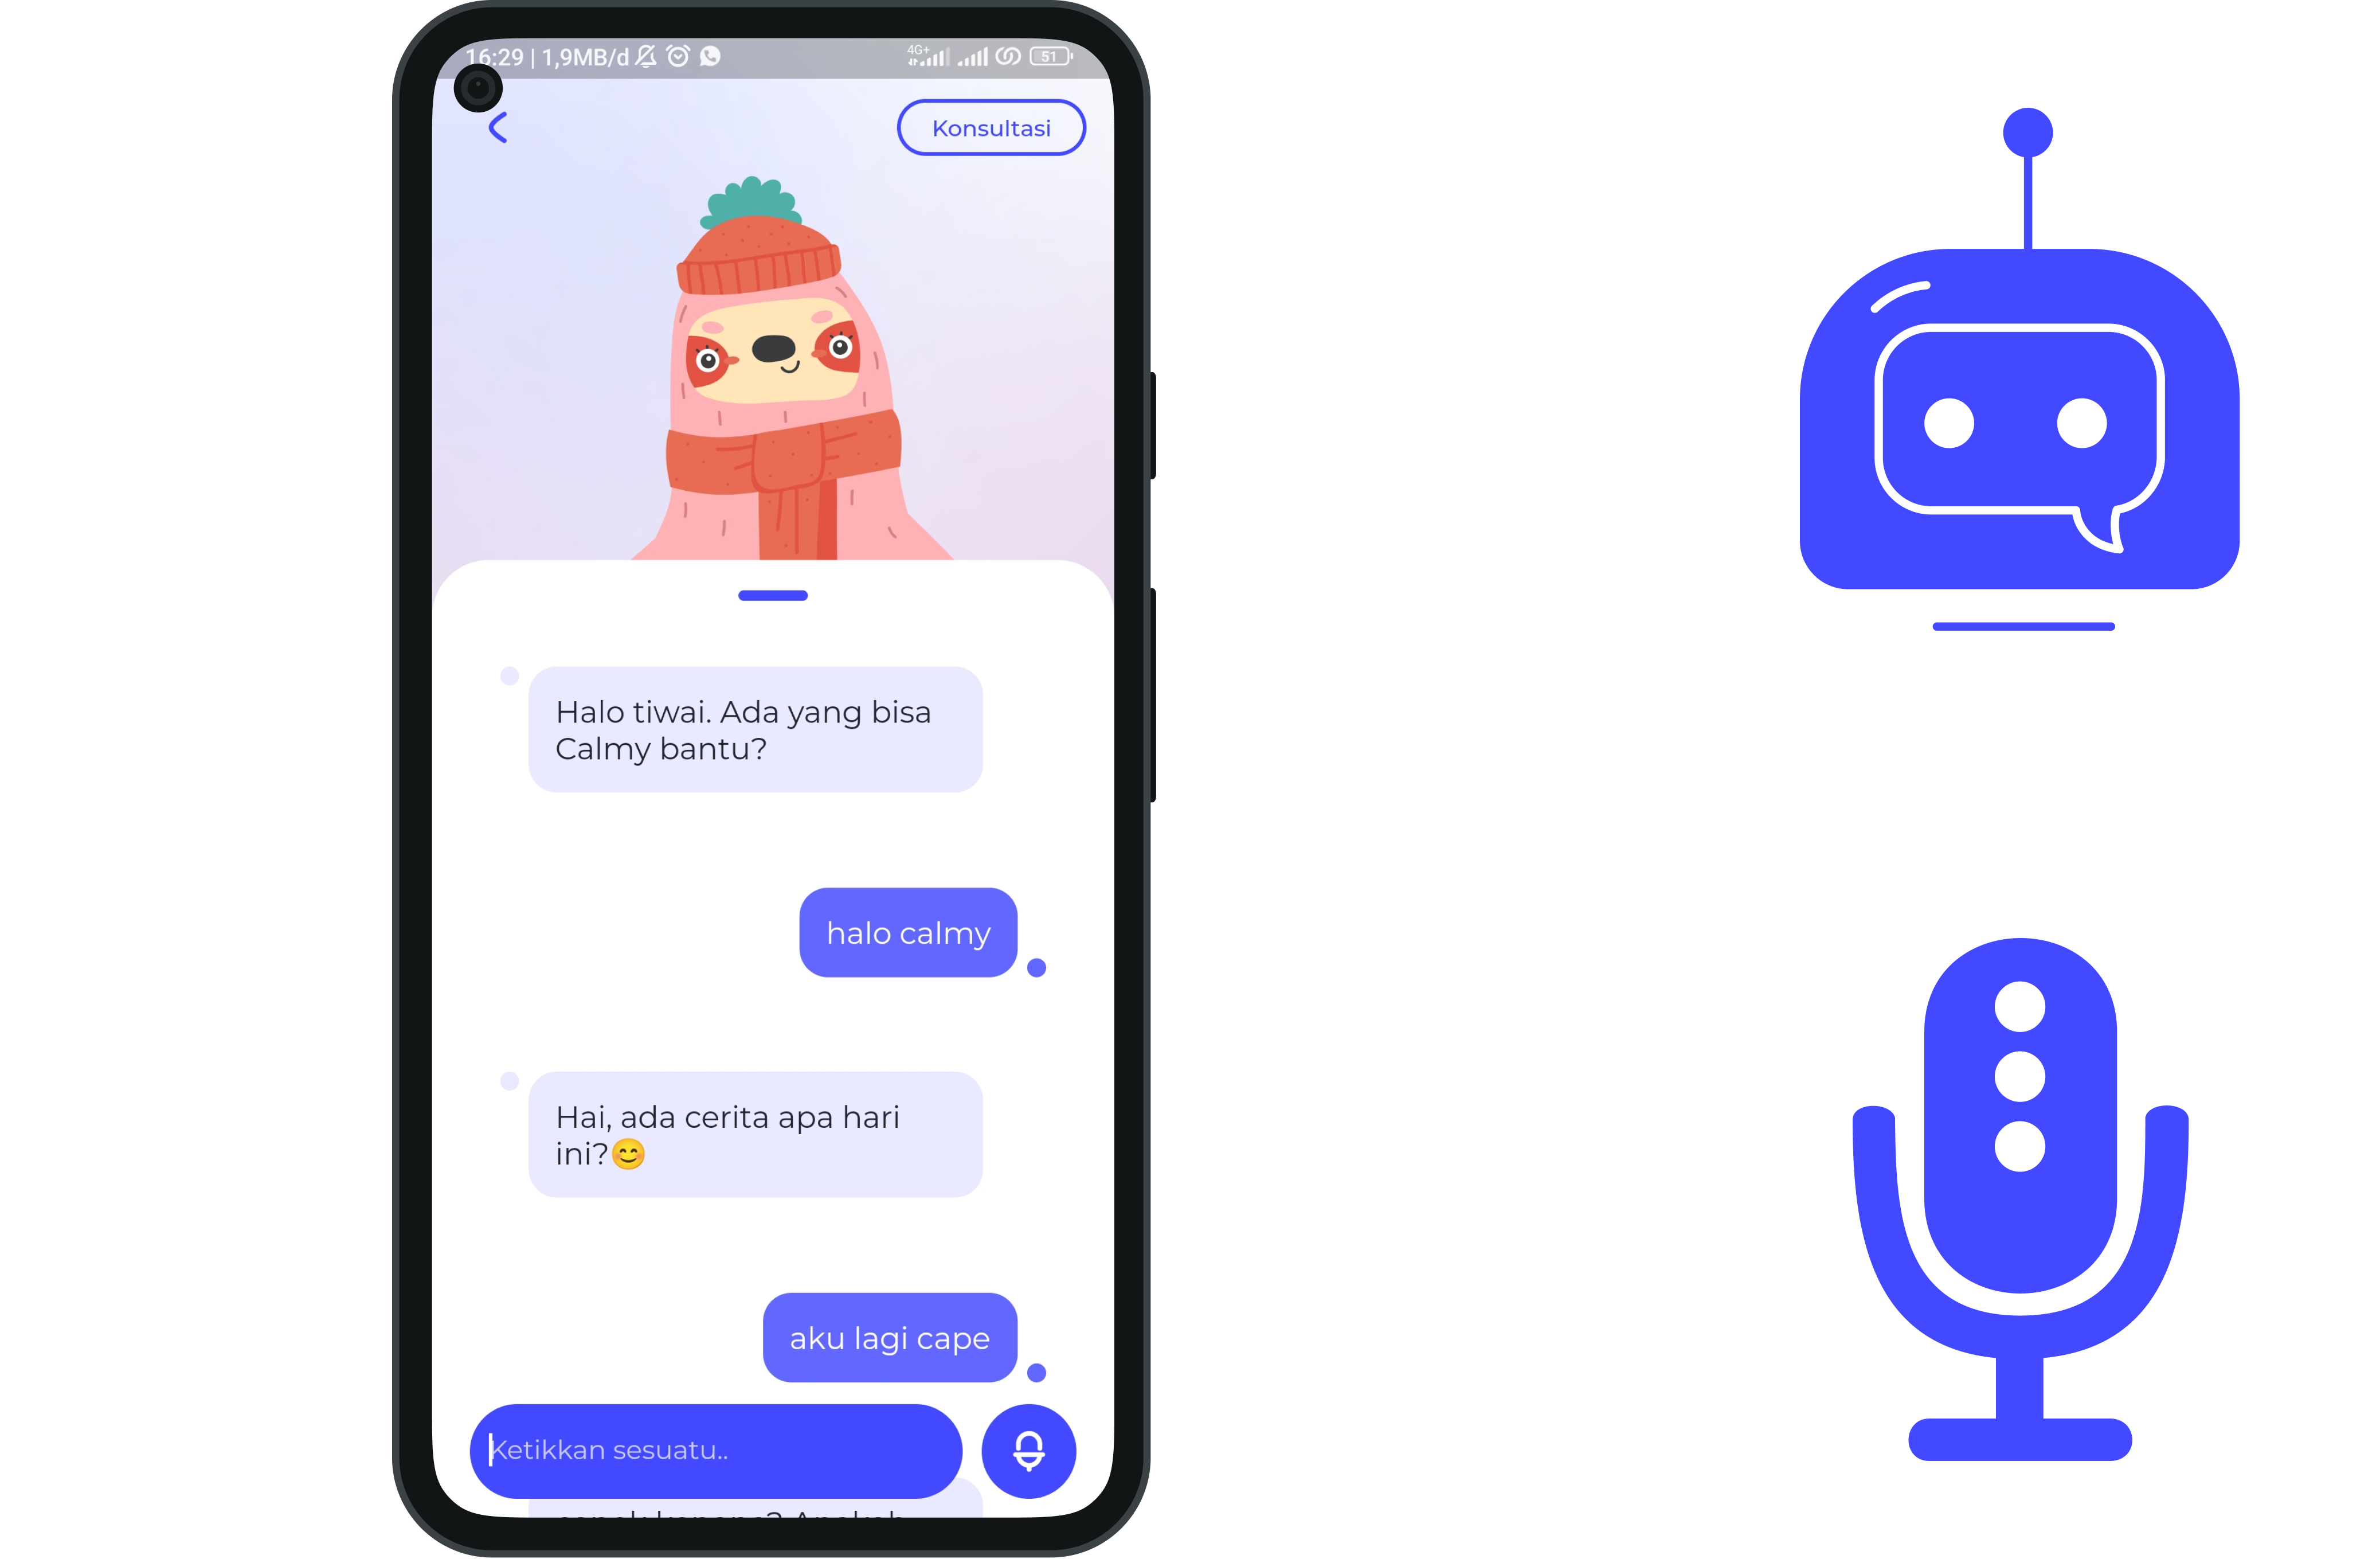 16:29 | 1,9MB/d
4G+
51
Konsultasi
Halo tiwai. Ada yang bisa
Calmy bantu?
halo calmy
Hai, ada cerita apa hari
ini?😊
aku lagi cape
Ketikkan sesuatu..